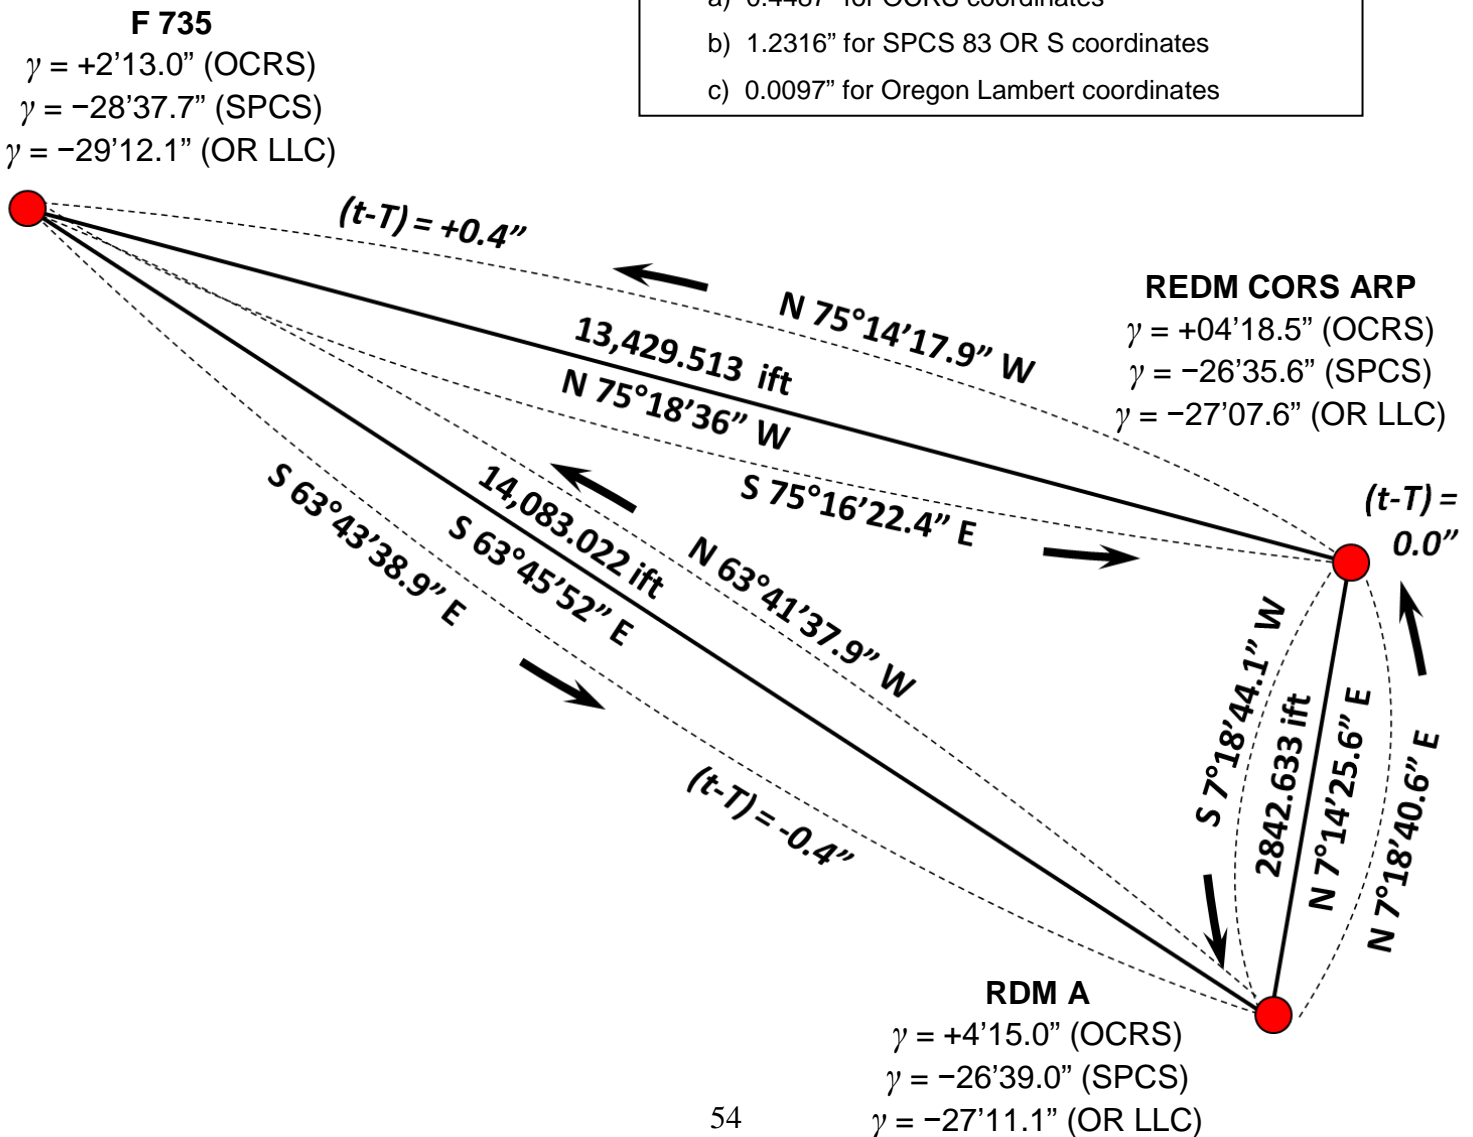 a) 0.4487” for OCRS coordinates
b) 1.2316” for SPCS 83 OR S coordinates
c) 0.0097” for Oregon Lambert coordinates
F 735
γ = +2’13.0” (OCRS)
γ = −28’37.7” (SPCS)
γ = −29’12.1” (OR LLC)
(t-T) = +0.4”
N 75°14’17.9” W
13,429.513 ift
N 75°18’36” W
S 75°16’22.4” E
REDM CORS ARP
γ = +04’18.5” (OCRS)
γ = −26’35.6” (SPCS)
γ = −27’07.6” (OR LLC)
(t-T) =
0.0”
S 63°43’38.9” E
14,083.022 ift
S 63°45’52” E
N 63°41’37.9” W
(t-T) = -0.4”
S 7°18’44.1” W
2842.633 ift
N 7°14’25.6” E
N 7°18’40.6” E
RDM A
γ = +4’15.0” (OCRS)
γ = −26’39.0” (SPCS)
γ = −27’11.1” (OR LLC)
54